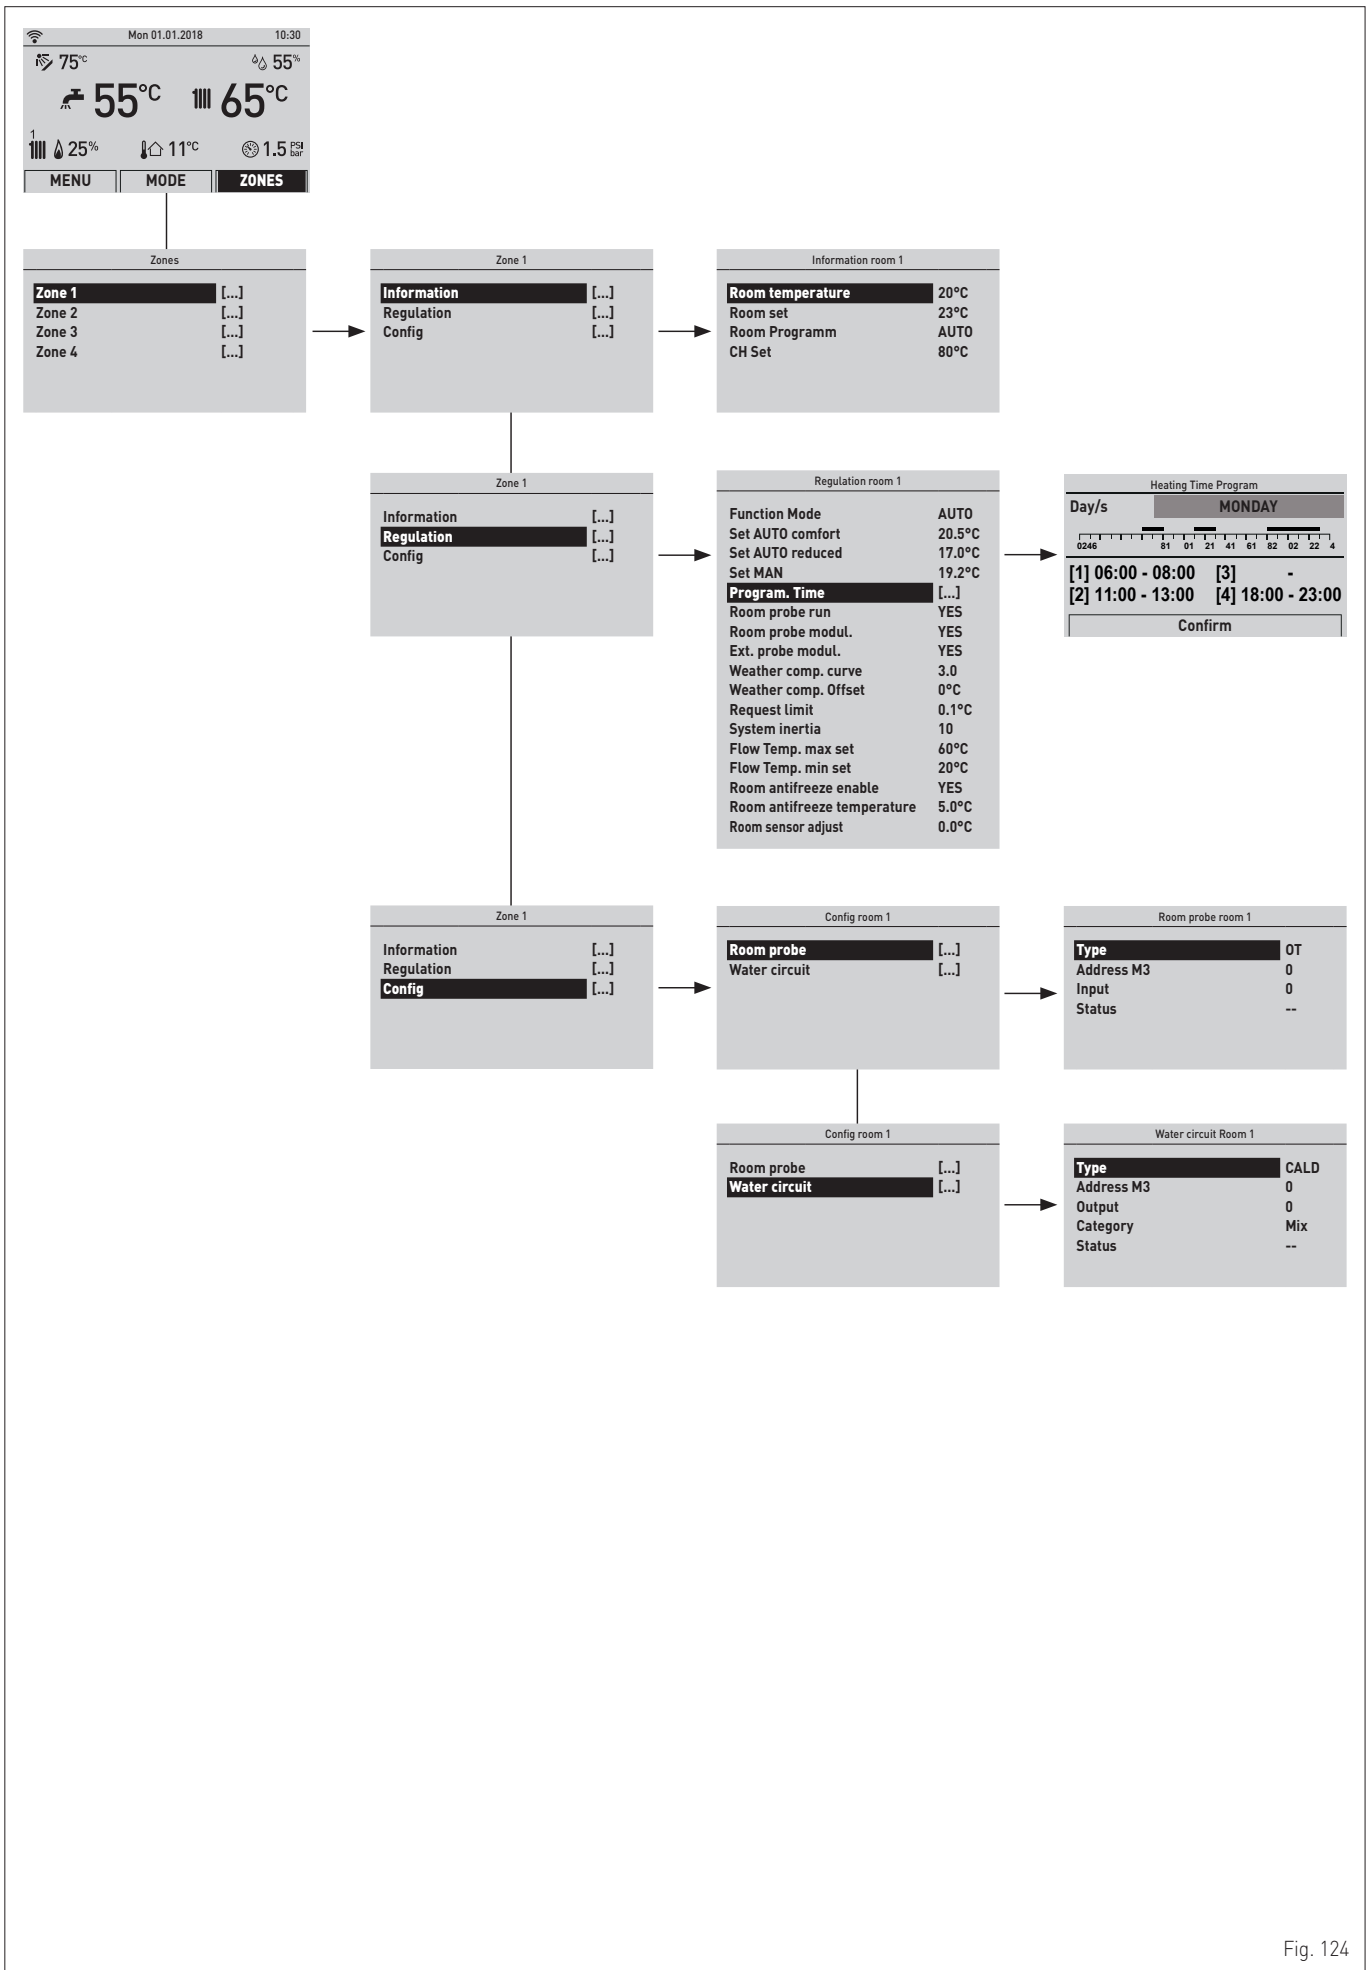 Mon 01.01.2018 10:30
75°C 55%
55°C 65°C
1
25% 11°C 1.5 PSI bar
MENU MODE ZONES
Zones
Zone 1 [...]
Zone 2 [...]
Zone 3 [...]
Zone 4 [...]
Zone 1
Information [...]
Regulation [...]
Config [...]
Information room 1
Room temperature 20°C
Room set 23°C
Room Programm AUTO
CH Set 80°C
Zone 1
Information [...]
Regulation [...]
Config [...]
Regulation room 1
Function Mode AUTO
Set AUTO comfort 20.5°C
Set AUTO reduced 17.0°C
Set MAN 19.2°C
Program. Time [...]
Room probe run YES
Room probe modul. YES
Ext. probe modul. YES
Weather comp. curve 3.0
Weather comp. Offset 0°C
Request limit 0.1°C
System inertia 10
Flow Temp. max set 60°C
Flow Temp. min set 20°C
Room antifreeze enable YES
Room antifreeze temperature 5.0°C
Room sensor adjust 0.0°C
Heating Time Program
Day/s MONDAY
0246 81 01 21 41 61 82 02 22 4
[1] 06:00 - 08:00 [3] -
[2] 11:00 - 13:00 [4] 18:00 - 23:00
Confirm
Zone 1
Information [...]
Regulation [...]
Config [...]
Config room 1
Room probe [...]
Water circuit [...]
Room probe room 1
Type OT
Address M3 0
Input 0
Status --
Config room 1
Room probe [...]
Water circuit [...]
Water circuit Room 1
Type CALD
Address M3 0
Output 0
Category Mix
Status --
Fig. 124